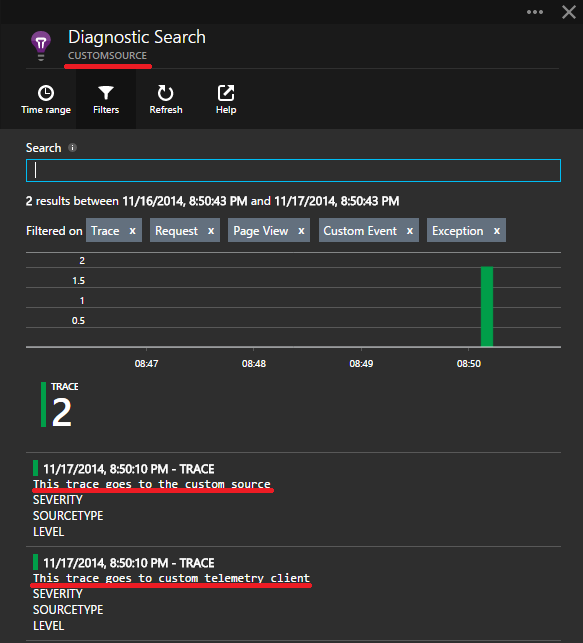 Diagnostic Search
CUSTOMSOURCE
Time range Filters Refresh Help
Search
2 results between 11/16/2014, 8:50:43 PM and 11/17/2014, 8:50:43 PM
Filtered on Trace x Request x Page View x Custom Event x Exception x
2
1.5
1
0.5
08:47 08:48 08:49 08:50
TRACE
2
11/17/2014, 8:50:10 PM - TRACE
This trace goes to the custom source
SEVERITY
SOURCETYPE
LEVEL
11/17/2014, 8:50:10 PM - TRACE
This trace goes to custom telemetry client
SEVERITY
SOURCETYPE
LEVEL